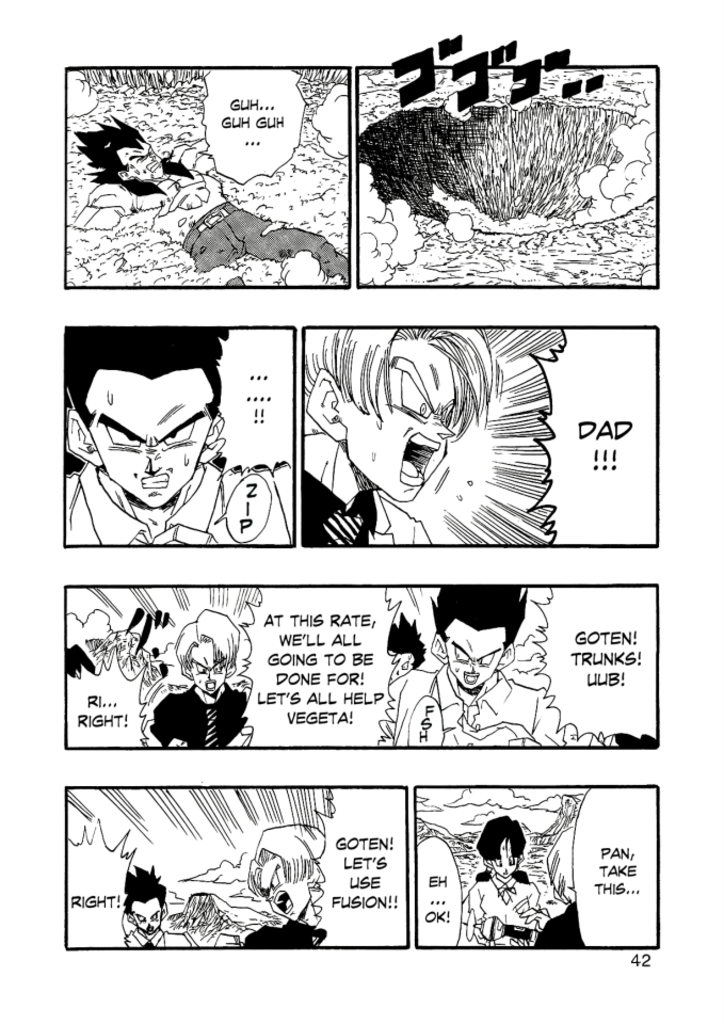 ゴゴゴ‥
GUH...
GUH GUH
...
DAD
!!!
...
....
!!
ZIP
GOTEN!
TRUNKS!
UUB!
FSH
AT THIS RATE,
WE'LL ALL
GOING TO BE
DONE FOR!
LET'S ALL HELP
VEGETA!
RI...
RIGHT!
PAN,
TAKE
THIS...
EH
...
OK!
GOTEN!
LET'S
USE
FUSION!!
RIGHT!
42